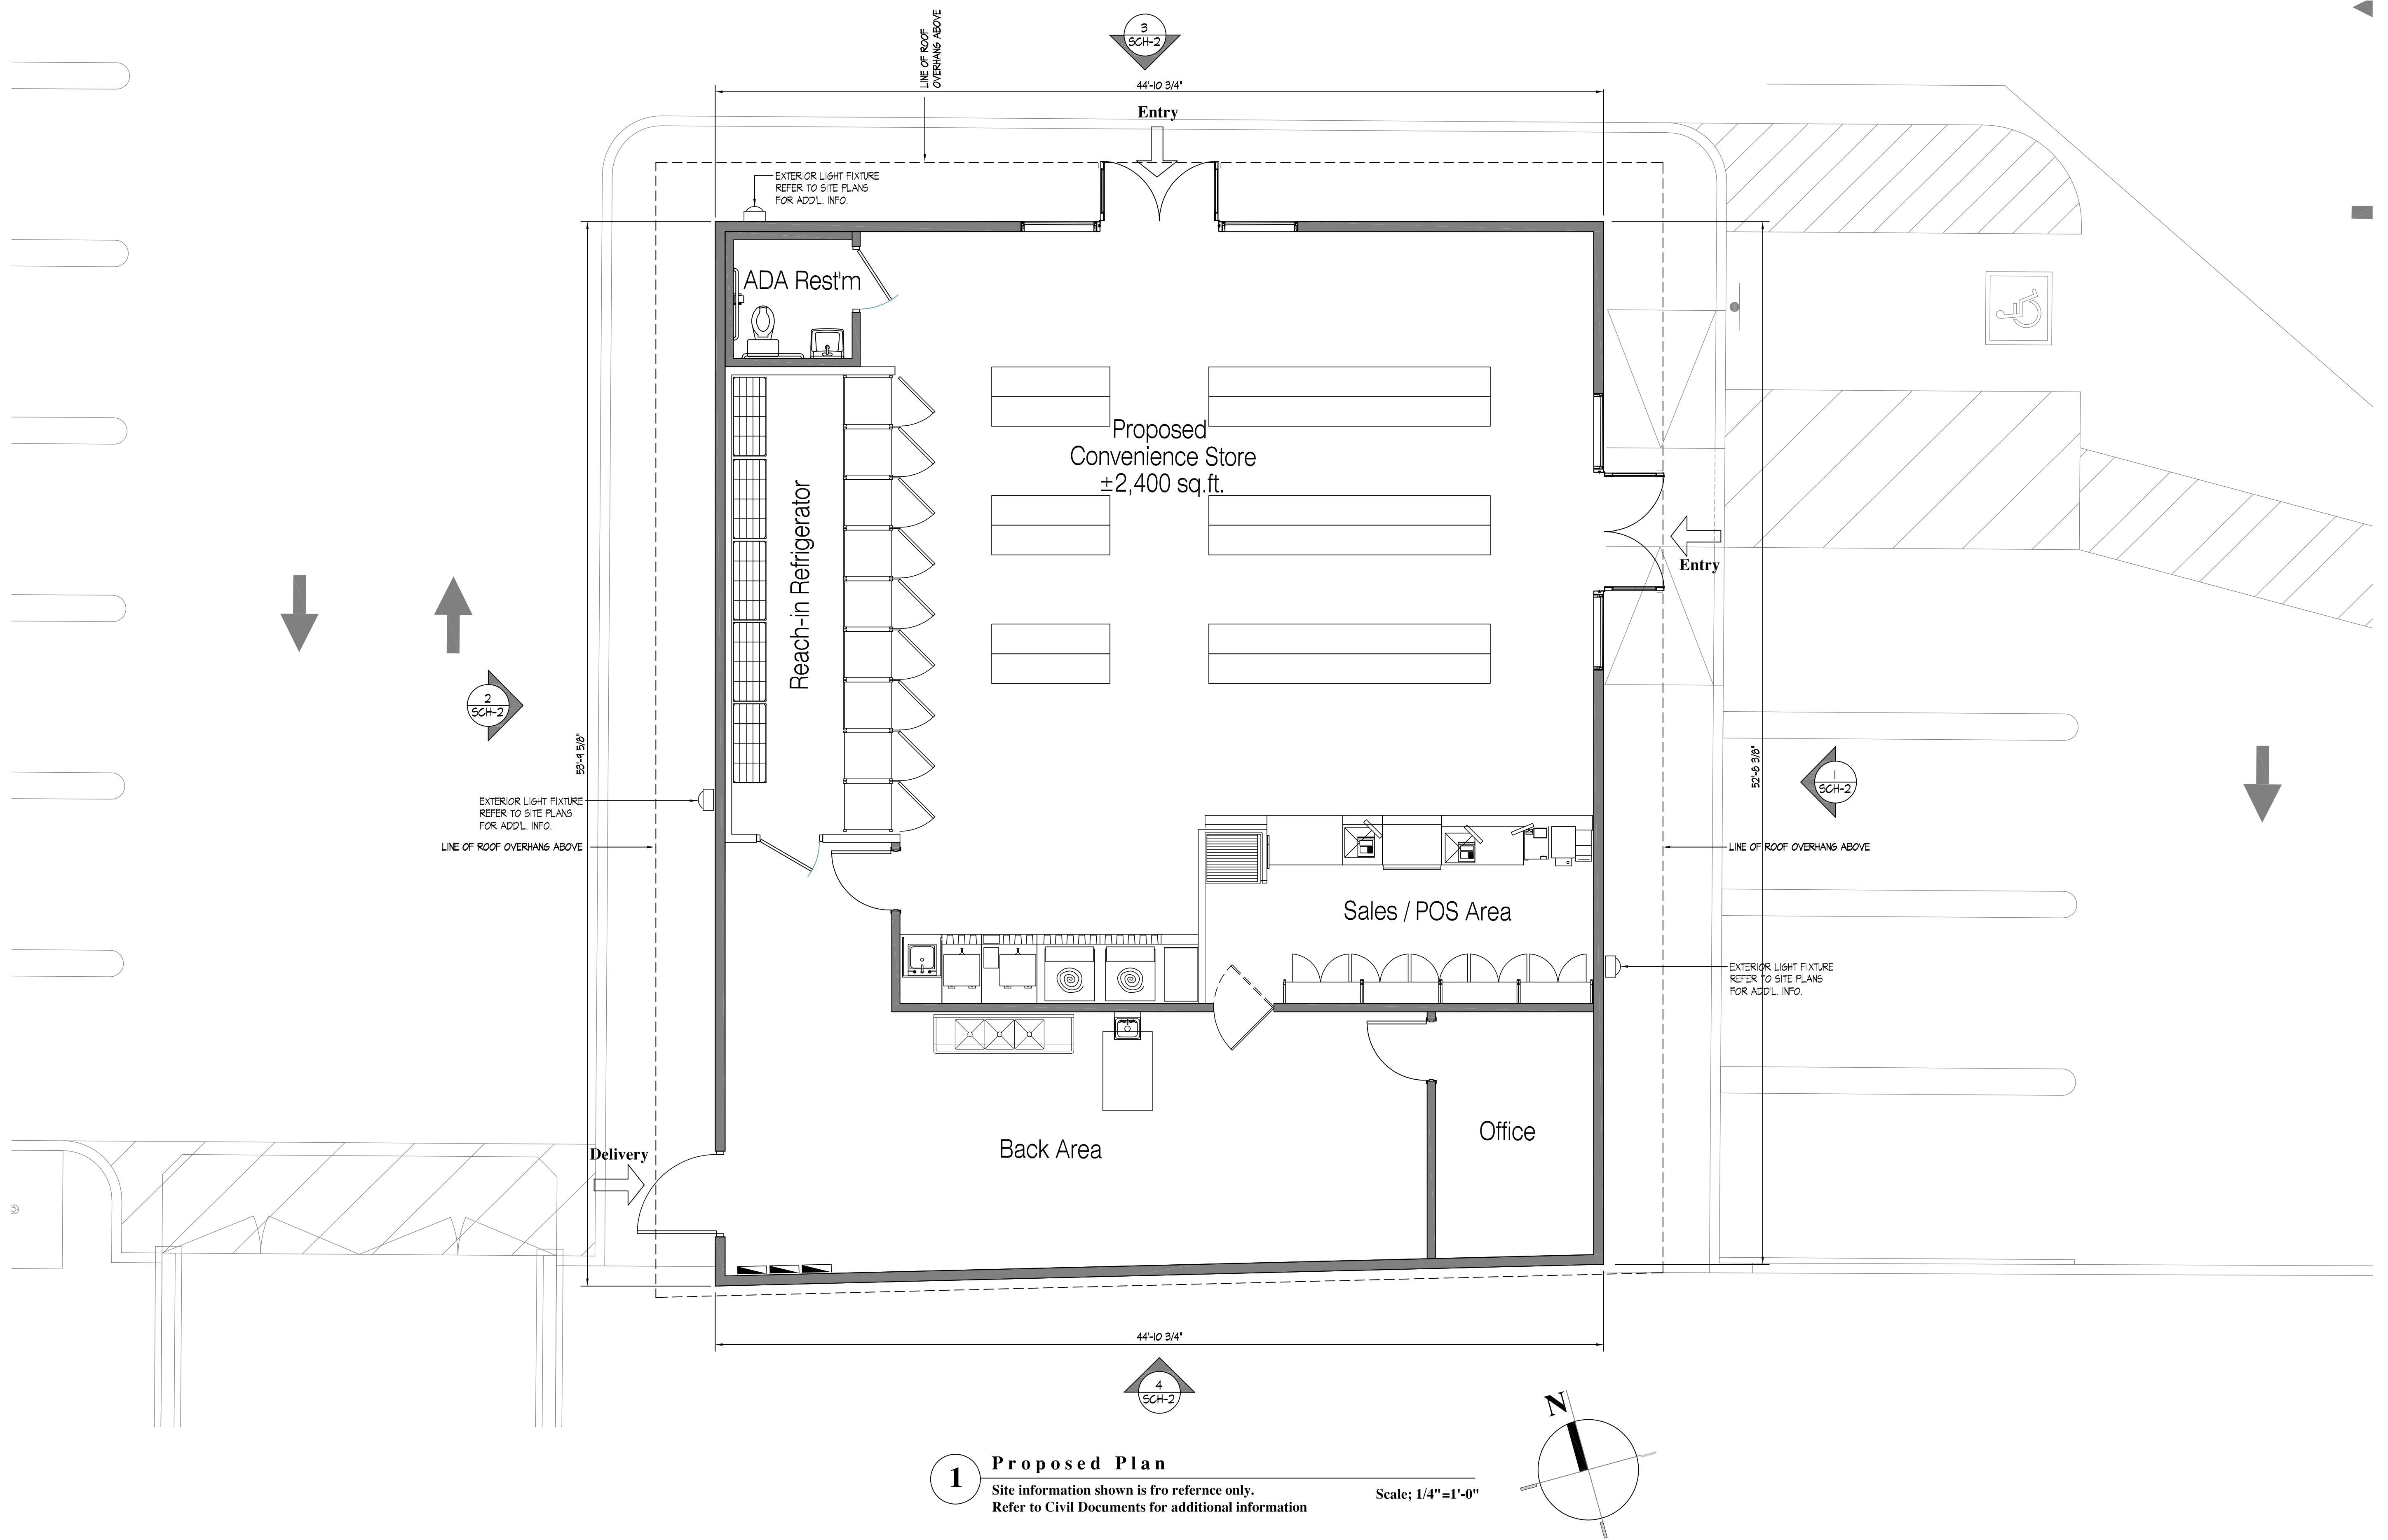 LINE OF ROOF
OVERHANG ABOVE
3
SCH-2
44'-10 3/4"
Entry
EXTERIOR LIGHT FIXTURE
REFER TO SITE PLANS
FOR ADD'L. INFO.
ADA Rest'm
Proposed
Convenience Store
±2,400 sq.ft.
Reach-in Refrigerator
Entry
2
SCH-2
53'-9 5/8"
52'-8 3/8"
1
SCH-2
EXTERIOR LIGHT FIXTURE
REFER TO SITE PLANS
FOR ADD'L. INFO.
LINE OF ROOF OVERHANG ABOVE
LINE OF ROOF OVERHANG ABOVE
Sales / POS Area
EXTERIOR LIGHT FIXTURE
REFER TO SITE PLANS
FOR ADD'L. INFO.
Office
Back Area
Delivery
44'-10 3/4"
4
SCH-2
N
1
Proposed Plan
Site information shown is fro refernce only.
Refer to Civil Documents for additional information
Scale; 1/4"=1'-0"